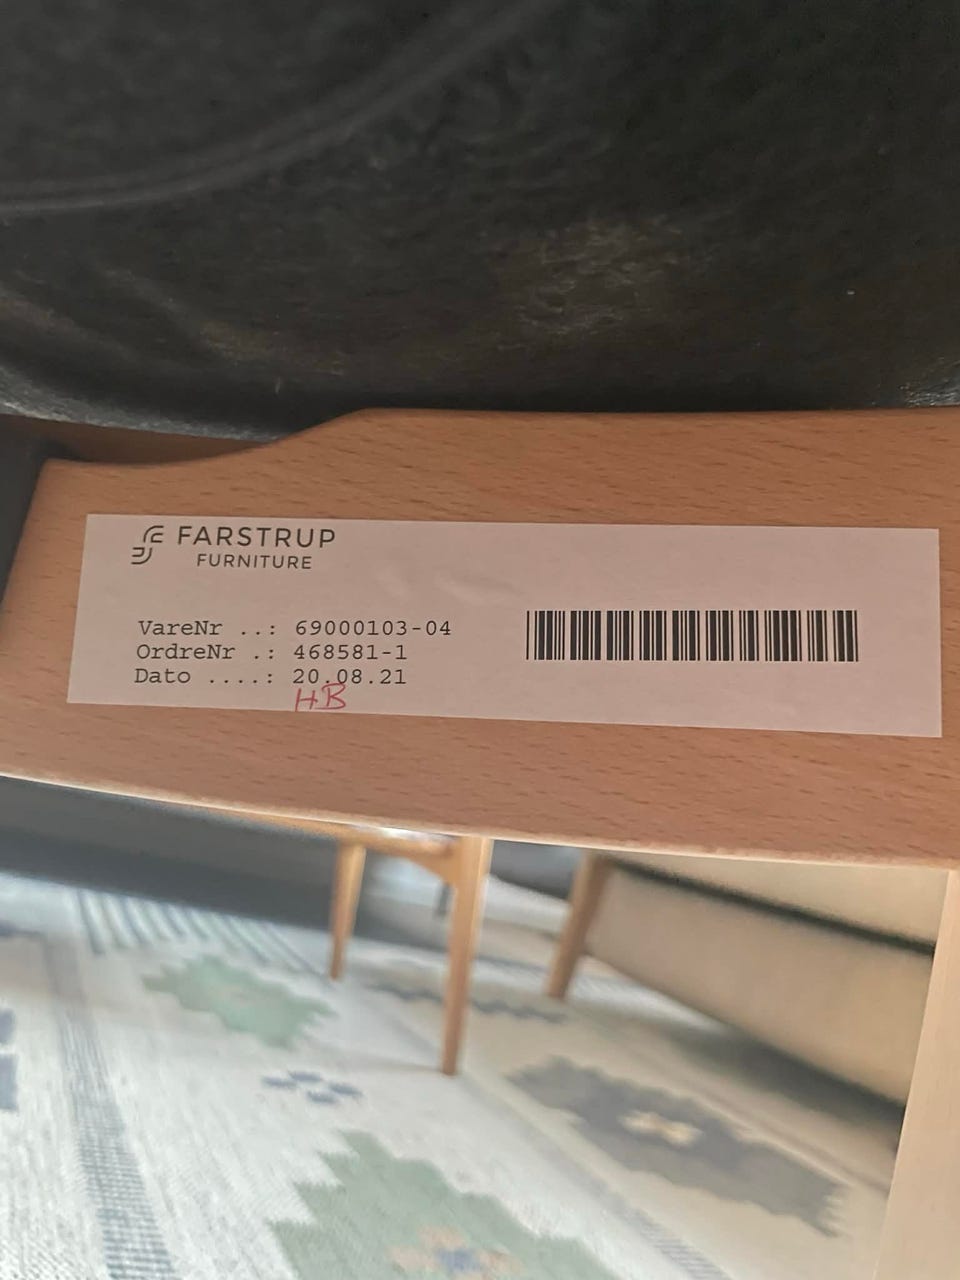 FARSTRUP
FURNITURE
VareNr ..: 69000103-04
OrdreNr .: 468581-1
Dato ....: 20.08.21
HB